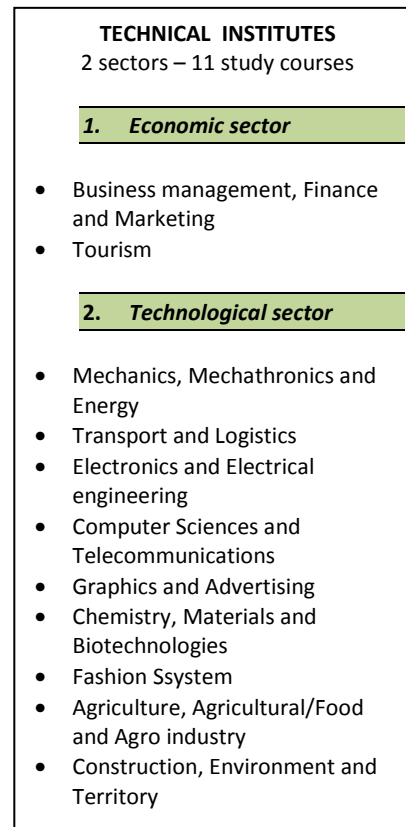 TECHNICAL INSTITUTES
2 sectors – 11 study courses
1. Economic sector
• Business management, Finance
and Marketing
• Tourism
2. Technological sector
• Mechanics, Mechathronics and
Energy
• Transport and Logistics
• Electronics and Electrical
engineering
• Computer Sciences and
Telecommunications
• Graphics and Advertising
• Chemistry, Materials and
Biotechnologies
• Fashion Ssystem
• Agriculture, Agricultural/Food
and Agro industry
• Construction, Environment and
Territory